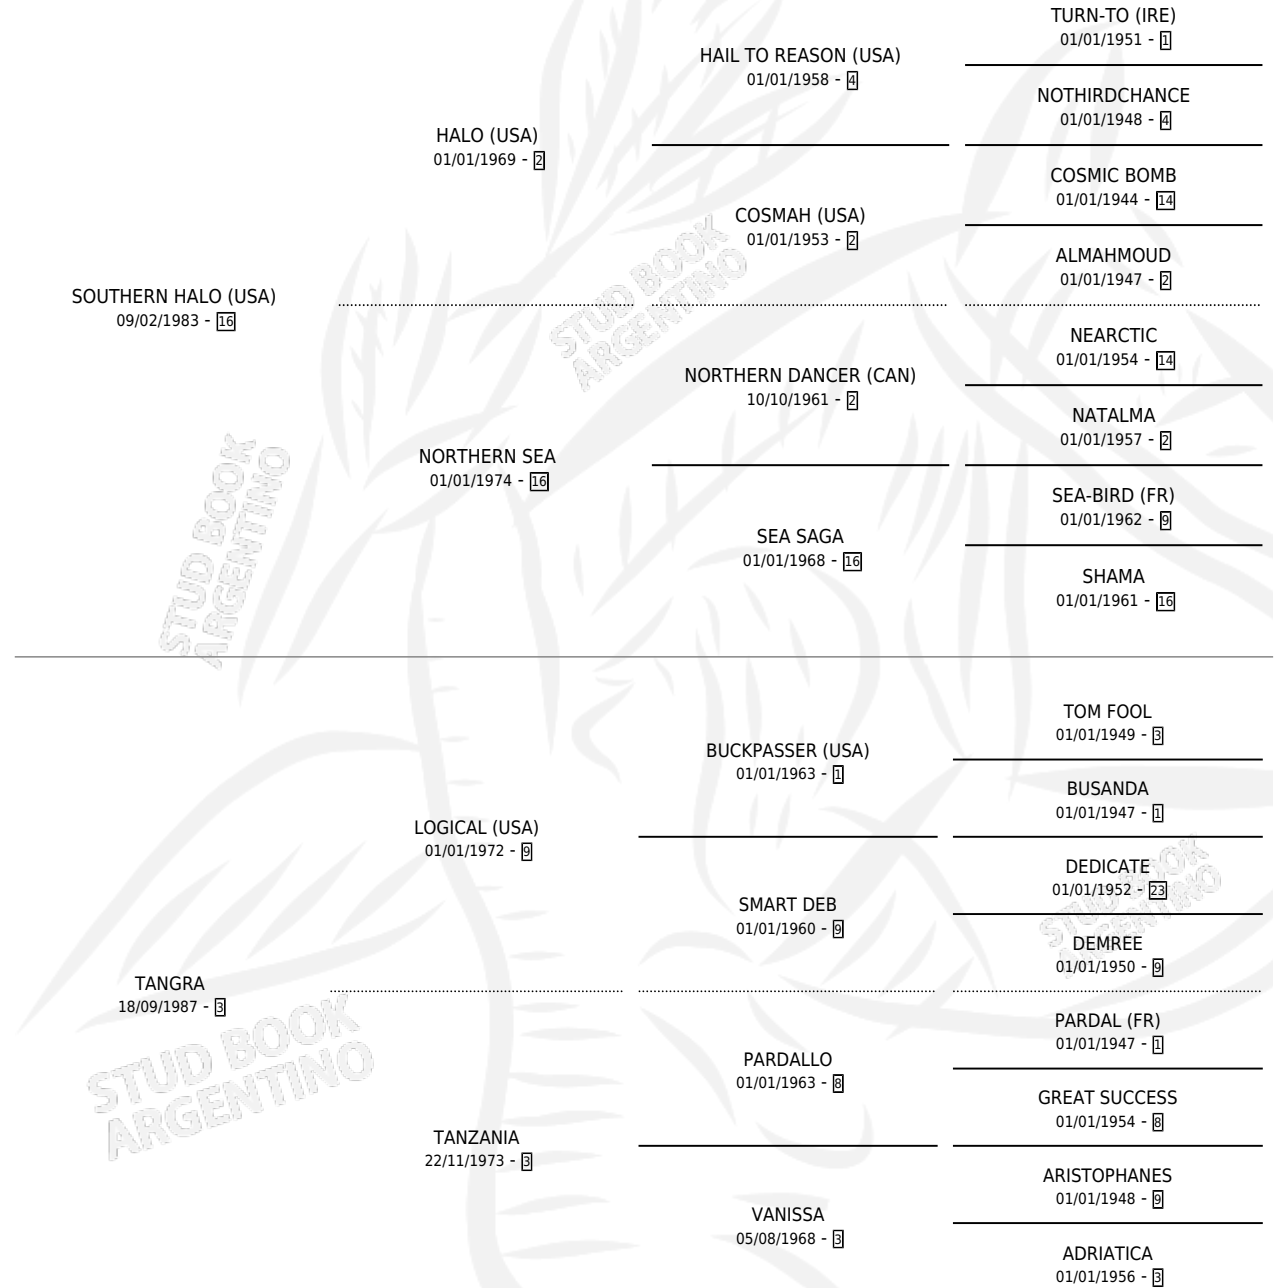 TURN-TO (IRE)
01/01/1951 - 1
HAIL TO REASON (USA)
01/01/1958 - 4
NOTHIRDCHANCE
01/01/1948 - 4
HALO (USA)
01/01/1969 - 2
COSMIC BOMB
01/01/1944 - 14
COSMAH (USA)
01/01/1953 - 2
ALMAHMOUD
01/01/1947 - 2
SOUTHERN HALO (USA)
09/02/1983 - 16
NEARCTIC
01/01/1954 - 14
NORTHERN DANCER (CAN)
10/10/1961 - 2
NATALMA
01/01/1957 - 2
NORTHERN SEA
01/01/1974 - 16
SEA-BIRD (FR)
01/01/1962 - 9
SEA SAGA
01/01/1968 - 16
SHAMA
01/01/1961 - 16
STUD BOOK
ARGENTINO
STUD BOOK
ARGENTINO
TOM FOOL
01/01/1949 - 3
BUCKPASSER (USA)
01/01/1963 - 1
BUSANDA
01/01/1947 - 1
LOGICAL (USA)
01/01/1972 - 9
DEDICATE
01/01/1952 - 23
SMART DEB
01/01/1960 - 9
DEMREE
01/01/1950 - 9
STUD BOOK
ARGENTINO
TANGRA
18/09/1987 - 3
PARDAL (FR)
01/01/1947 - 1
PARDALLO
01/01/1963 - 8
GREAT SUCCESS
01/01/1954 - 8
TANZANIA
22/11/1973 - 3
ARISTOPHANES
01/01/1948 - 9
VANISSA
05/08/1968 - 3
ADRIATICA
01/01/1956 - 3
STUD BOOK
ARGENTINO